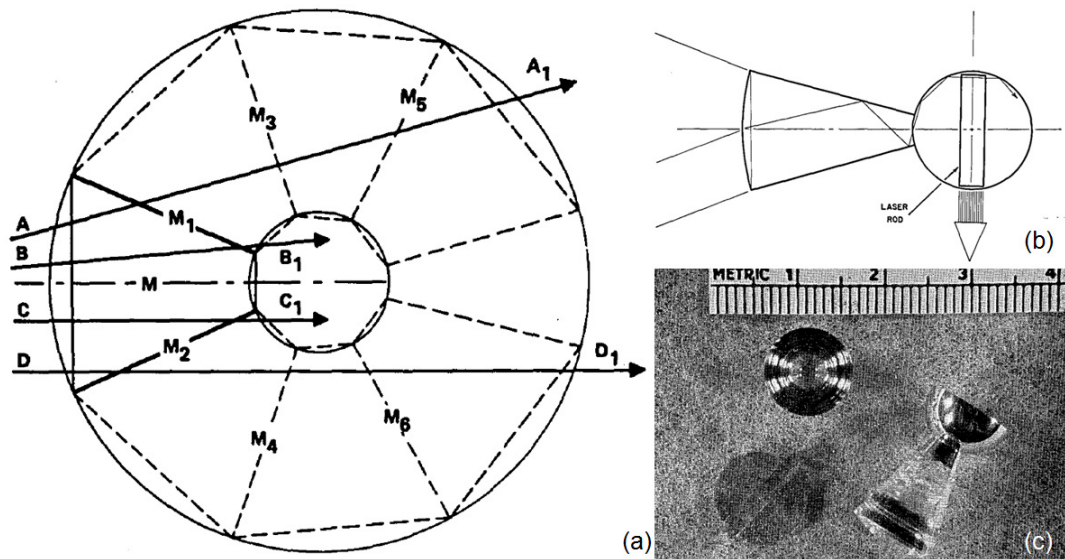 A₁
M₅
M₃
A
M₁
B
B₁
M
C₁
C
M₂
D
D₁
M₆
M₄
(a)
LASER
ROD
(b)
METRIC 1 2 3 4
(c)